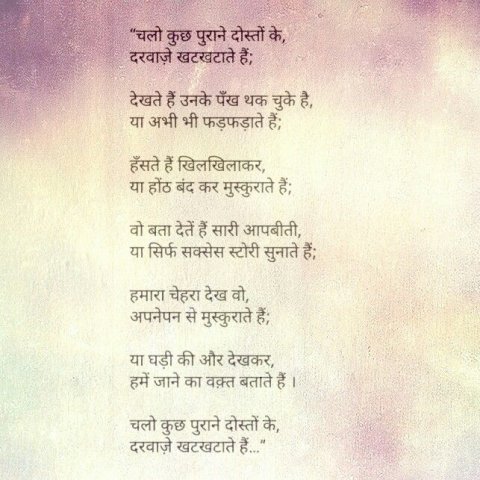 “चलो कुछ पुराने दोस्तों के,
दरवाज़े खटखटाते हैं;
देखते हैं उनके पँख थक चुके है,
या अभी भी फड़फड़ाते हैं;
हँसते हैं खिलखिलाकर,
या होंठ बंद कर मुस्कुराते हैं;
वो बता देतें हैं सारी आपबीती,
या सिर्फ सक्सेस स्टोरी सुनाते हैं;
हमारा चेहरा देख वो,
अपनेपन से मुस्कुराते हैं;
या घड़ी की और देखकर,
हमें जाने का वक़्त बताते हैं ।
चलो कुछ पुराने दोस्तों के,
दरवाज़े खटखटाते हैं...”